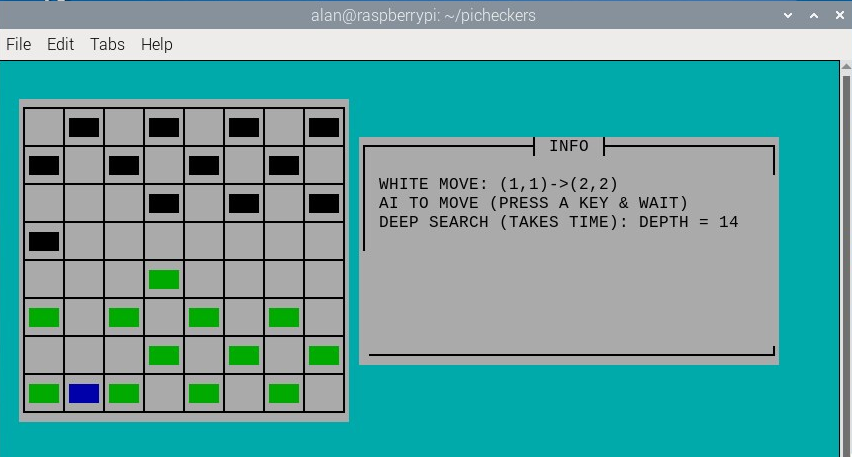 alan@raspberrypi: ~/picheckers
File Edit Tabs Help
INFO
WHITE MOVE: (1,1)->(2,2)
AI TO MOVE (PRESS A KEY & WAIT)
DEEP SEARCH (TAKES TIME): DEPTH = 14